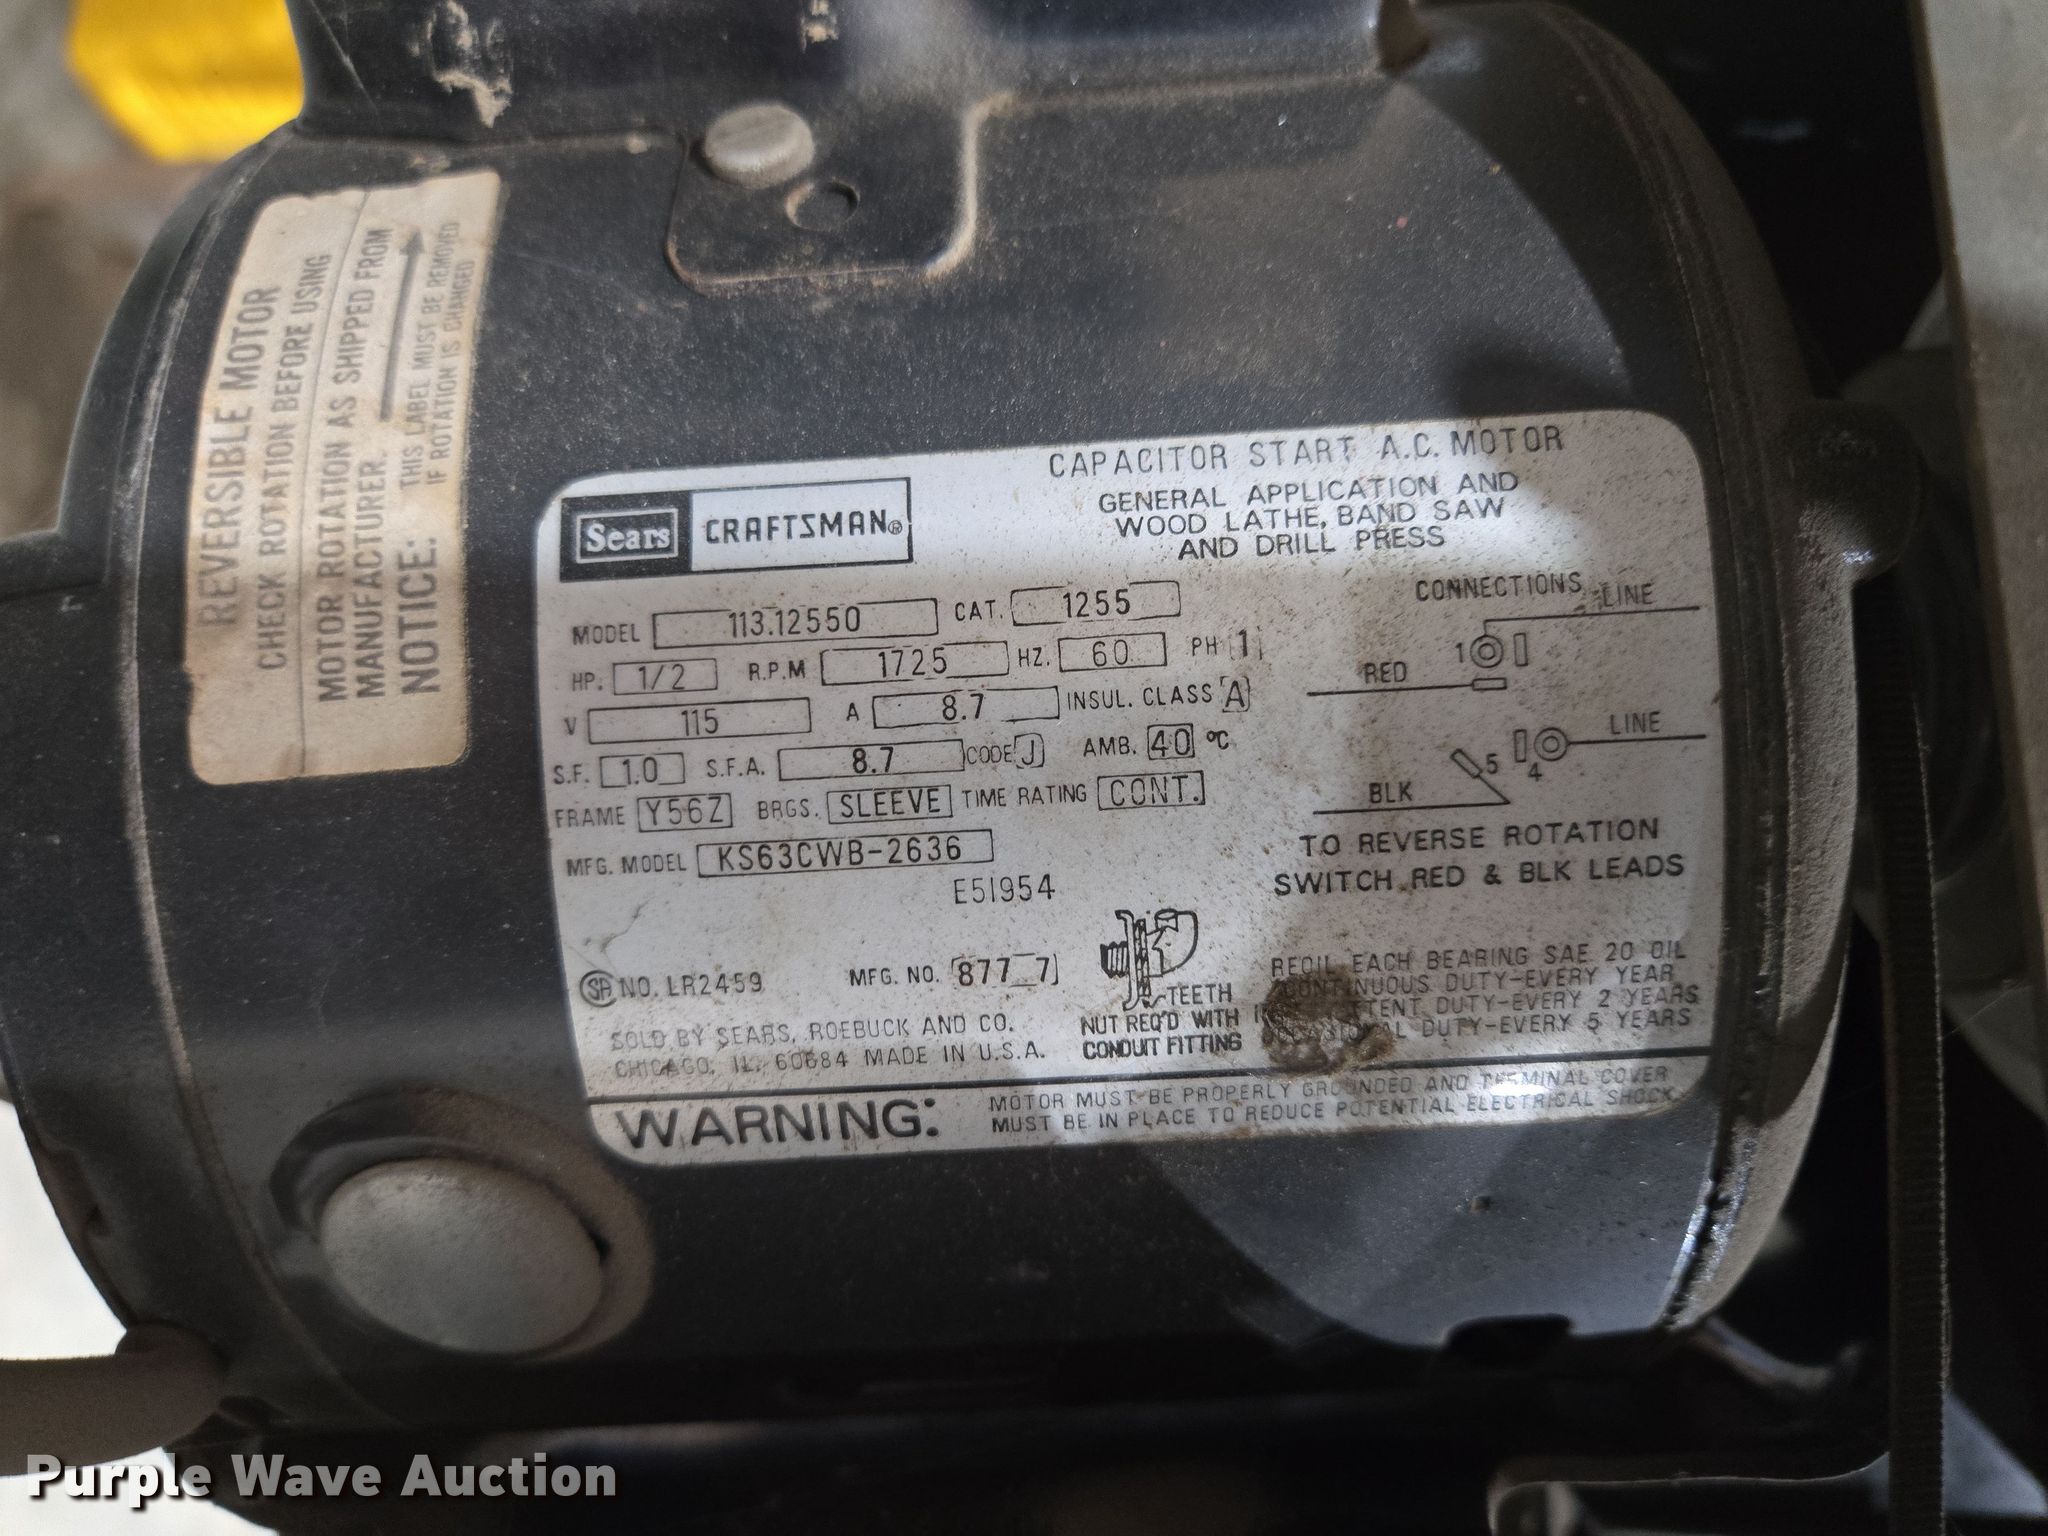 REVERSIBLE MOTOR
CHECK ROTATION BEFORE USING
MOTOR ROTATION AS SHIPPED FROM
MANUFACTURER.
NOTICE: THIS LABEL MUST BE REMOVED
IF ROTATION IS CHANGED
Sears CRAFTSMAN®
CAPACITOR START A.C. MOTOR
GENERAL APPLICATION AND
WOOD LATHE, BAND SAW
AND DRILL PRESS
MODEL 113.12550 CAT. 1255
HP. 1/2 R.P.M 1725 HZ. 60 PH 1
V 115 A 8.7 INSUL. CLASS A
S.F. 1.0 S.F.A. 8.7 CODE J AMB. 40 °C
FRAME Y56Z BRGS. SLEEVE TIME RATING CONT.
MFG. MODEL KS63CWB-2636
E51954
SA NO. LR2459 MFG. NO. 877 7
SOLD BY SEARS, ROEBUCK AND CO.
CHICAGO, IL. 60684 MADE IN U.S.A.
TEETH
NUT REQ'D WITH
CONDUIT FITTING
CONNECTIONS
LINE
1
RED
LINE
5
4
BLK
TO REVERSE ROTATION
SWITCH RED & BLK LEADS
REOIL EACH BEARING SAE 20 OIL
CONTINUOUS DUTY-EVERY YEAR
DUTY-EVERY 2 YEARS
DUTY-EVERY 5 YEARS
WARNING: MOTOR MUST BE PROPERLY GROUNDED AND TERMINAL COVER
MUST BE IN PLACE TO REDUCE POTENTIAL ELECTRICAL SHOCK
Purple Wave Auction